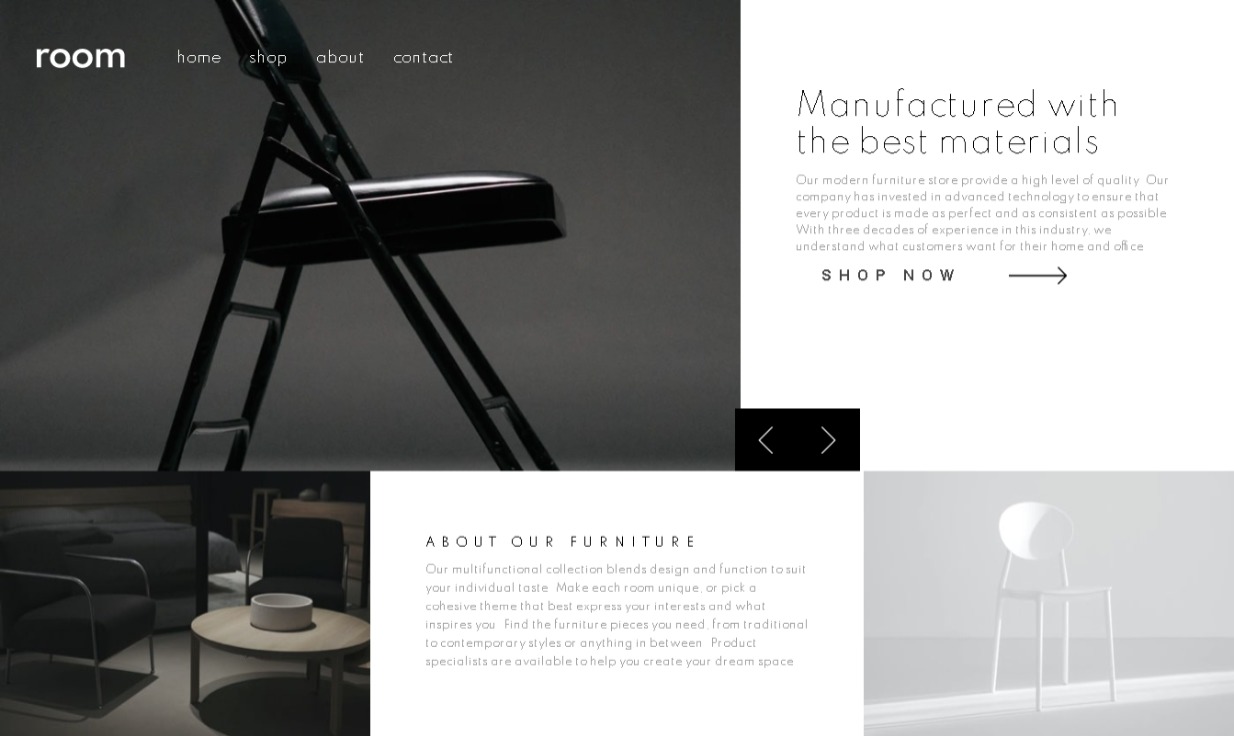 room
home shop about contact
Manufactured with
the best materials
Our modern furniture store provide a high level of quality Our
company has invested in advanced technology to ensure that
every product is made as perfect and as consistent as possible
With three decades of experience in this industry, we
understand what customers want for their home and office
SHOP NOW
ABOUT OUR FURNITURE
Our multifunctional collection blends design and function to suit
your individual taste Make each room unique, or pick a
cohesive theme that best express your interests and what
inspires you Find the furniture pieces you need, from traditional
to contemporary styles or anything in between Product
specialists are available to help you create your dream space